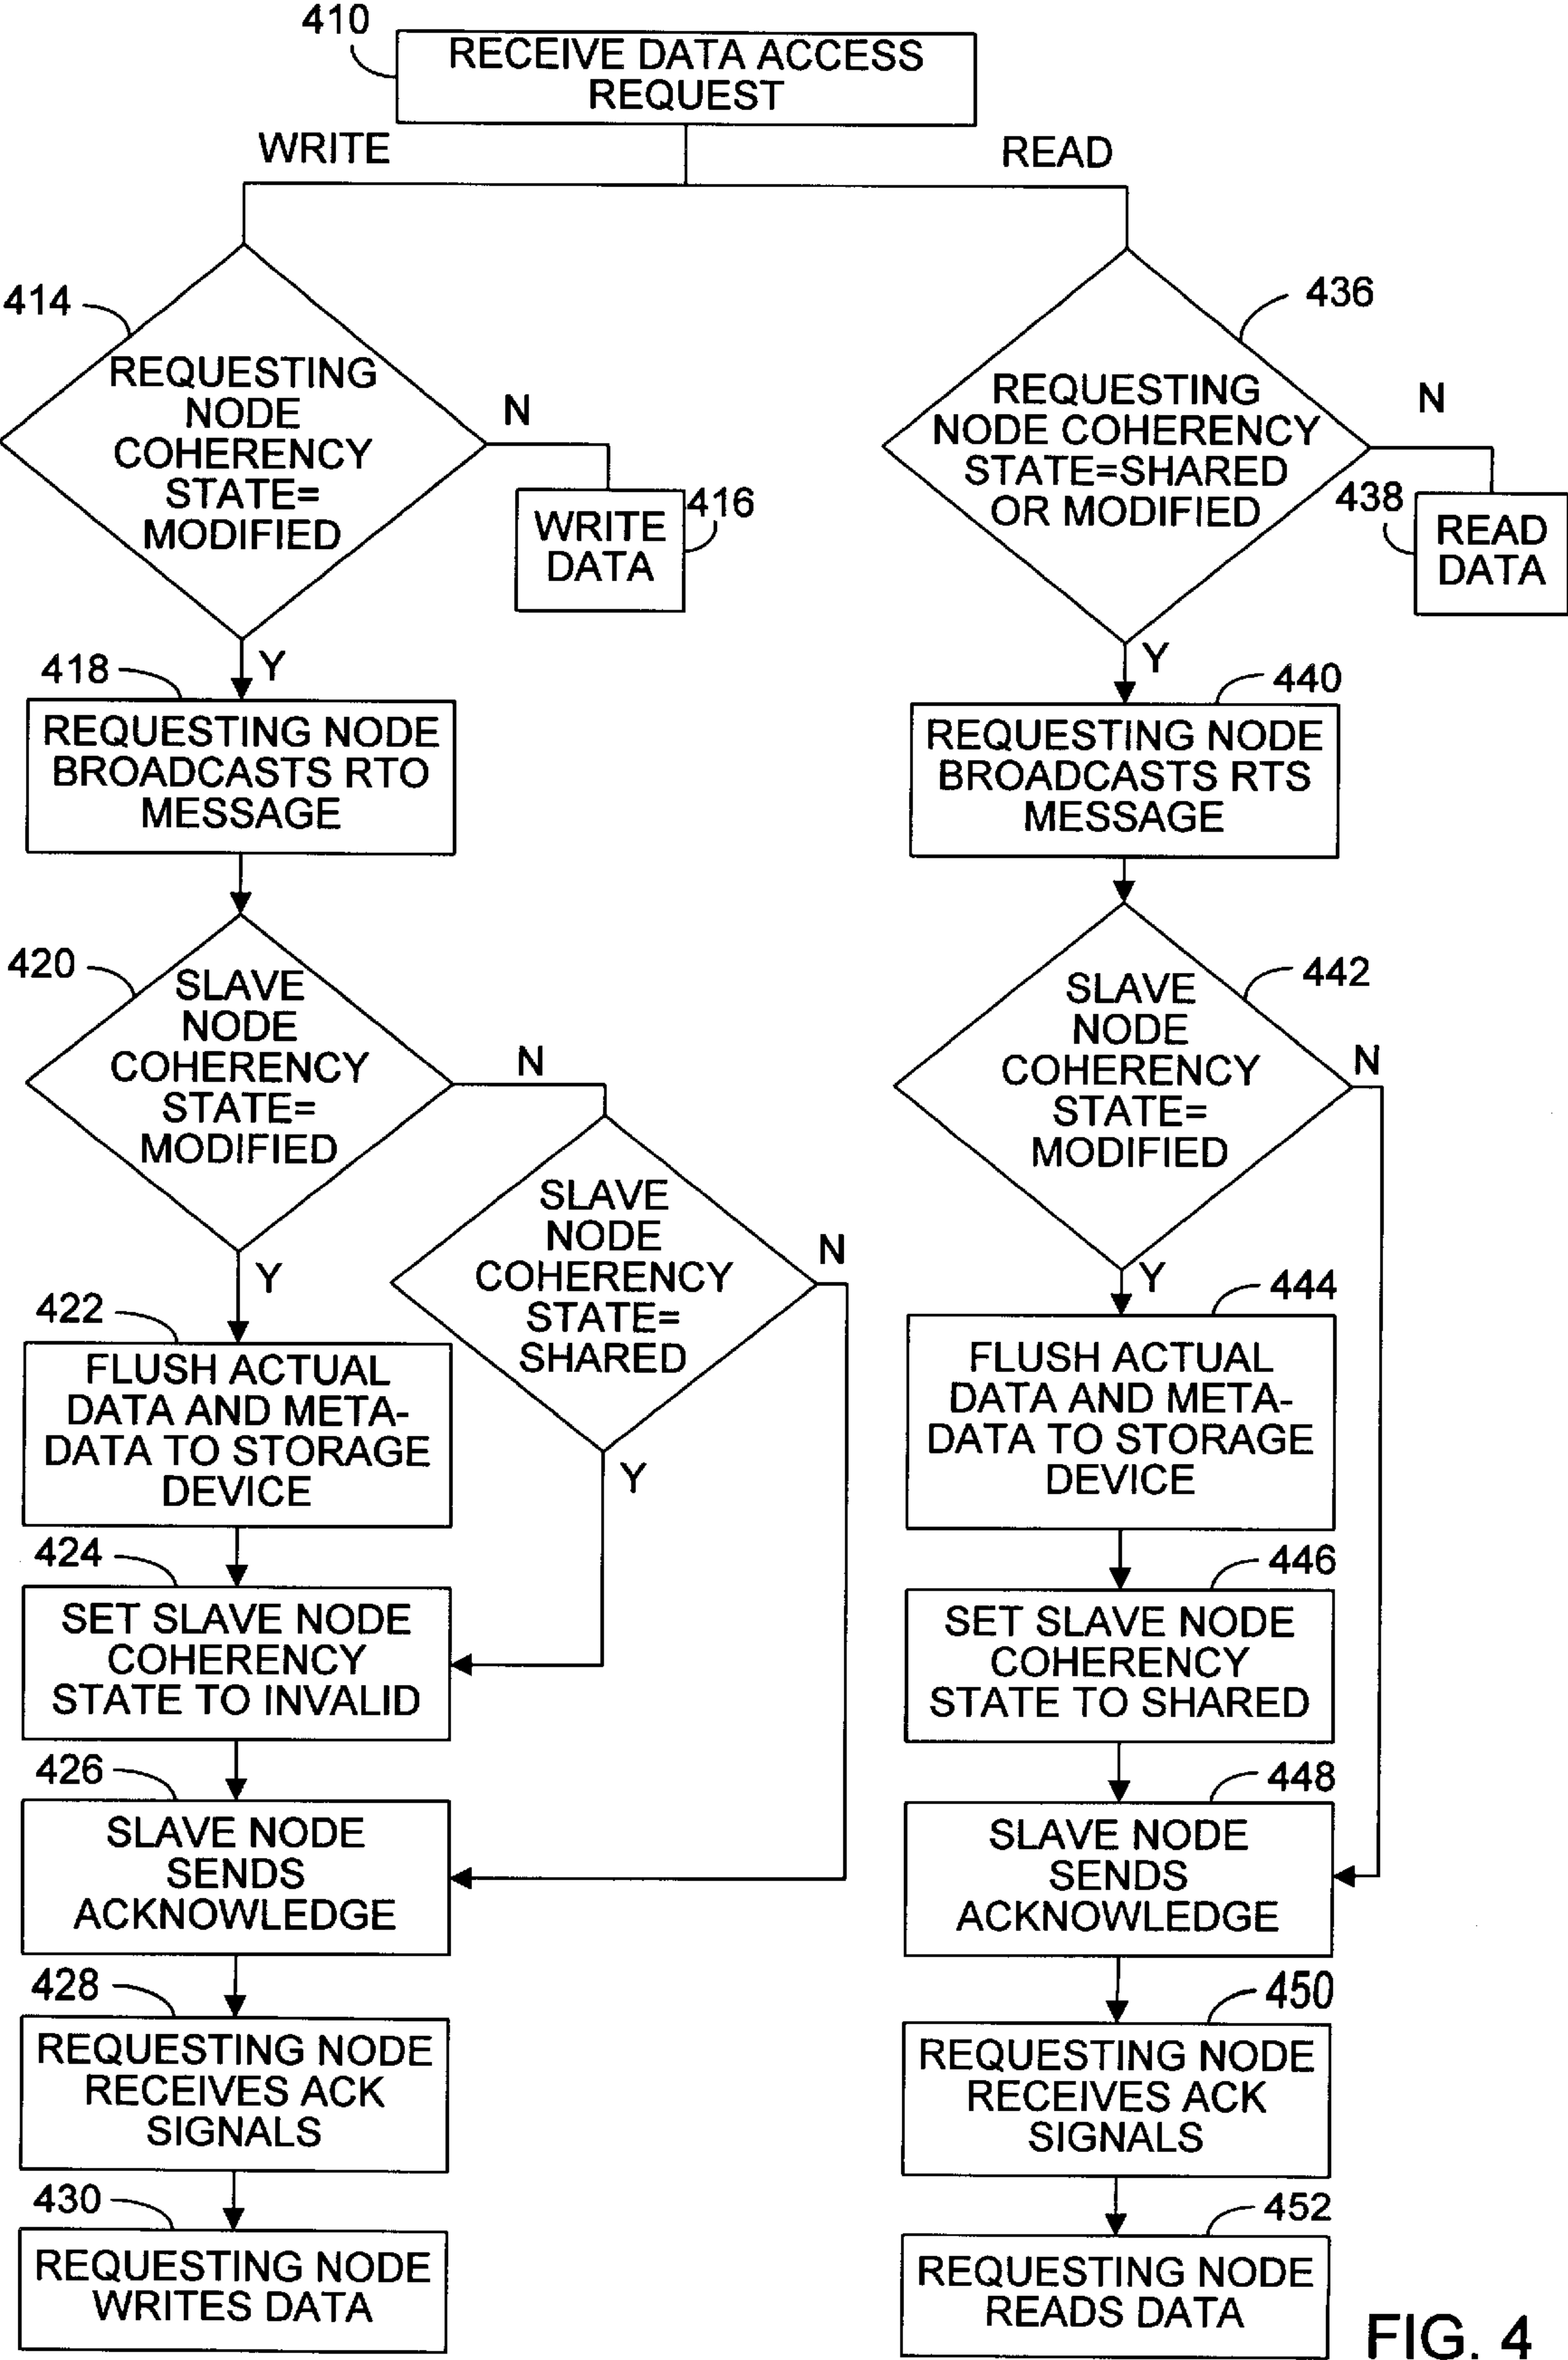 410
RECEIVE DATA ACCESS
REQUEST
WRITE
READ
414
REQUESTING
NODE
COHERENCY
STATE=
MODIFIED
N
416
WRITE
DATA
Y
418
REQUESTING NODE
BROADCASTS RTO
MESSAGE
420
SLAVE
NODE
COHERENCY
STATE=
MODIFIED
N
SLAVE
NODE
COHERENCY
STATE=
SHARED
N
Y
Y
422
FLUSH ACTUAL
DATA AND META-
DATA TO STORAGE
DEVICE
424
SET SLAVE NODE
COHERENCY
STATE TO INVALID
426
SLAVE NODE
SENDS
ACKNOWLEDGE
428
REQUESTING NODE
RECEIVES ACK
SIGNALS
430
REQUESTING NODE
WRITES DATA
436
REQUESTING
NODE COHERENCY
STATE=SHARED
OR MODIFIED
N
438
READ
DATA
Y
440
REQUESTING NODE
BROADCASTS RTS
MESSAGE
442
SLAVE
NODE
COHERENCY
STATE=
MODIFIED
N
Y
444
FLUSH ACTUAL
DATA AND META-
DATA TO STORAGE
DEVICE
446
SET SLAVE NODE
COHERENCY
STATE TO SHARED
448
SLAVE NODE
SENDS
ACKNOWLEDGE
450
REQUESTING NODE
RECEIVES ACK
SIGNALS
452
REQUESTING NODE
READS DATA
FIG. 4